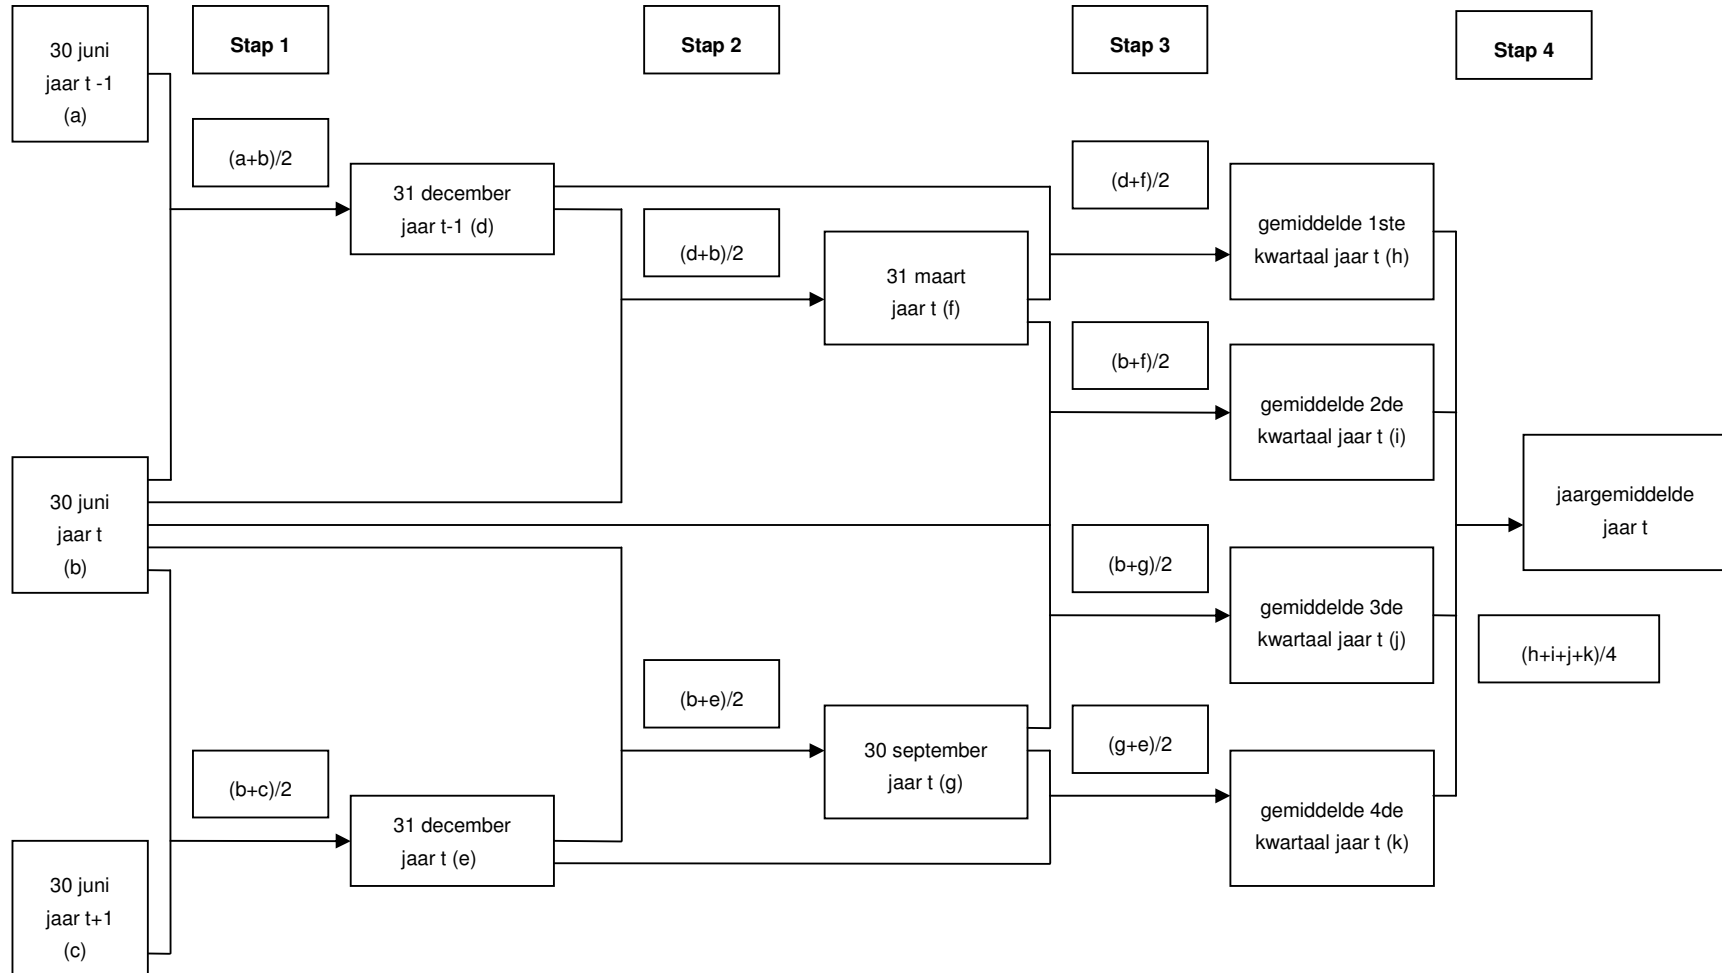 30 juni
jaar t -1
(a)
Stap 1
Stap 2
Stap 3
Stap 4
(a+b)/2
31 december
jaar t-1 (d)
(d+b)/2
31 maart
jaar t (f)
(d+f)/2
gemiddelde 1ste
kwartaal jaar t (h)
(b+f)/2
gemiddelde 2de
kwartaal jaar t (i)
30 juni
jaar t
(b)
jaargemiddelde
jaar t
(b+g)/2
gemiddelde 3de
kwartaal jaar t (j)
(h+i+j+k)/4
(b+e)/2
30 september
jaar t (g)
(g+e)/2
gemiddelde 4de
kwartaal jaar t (k)
(b+c)/2
31 december
jaar t (e)
30 juni
jaar t+1
(c)